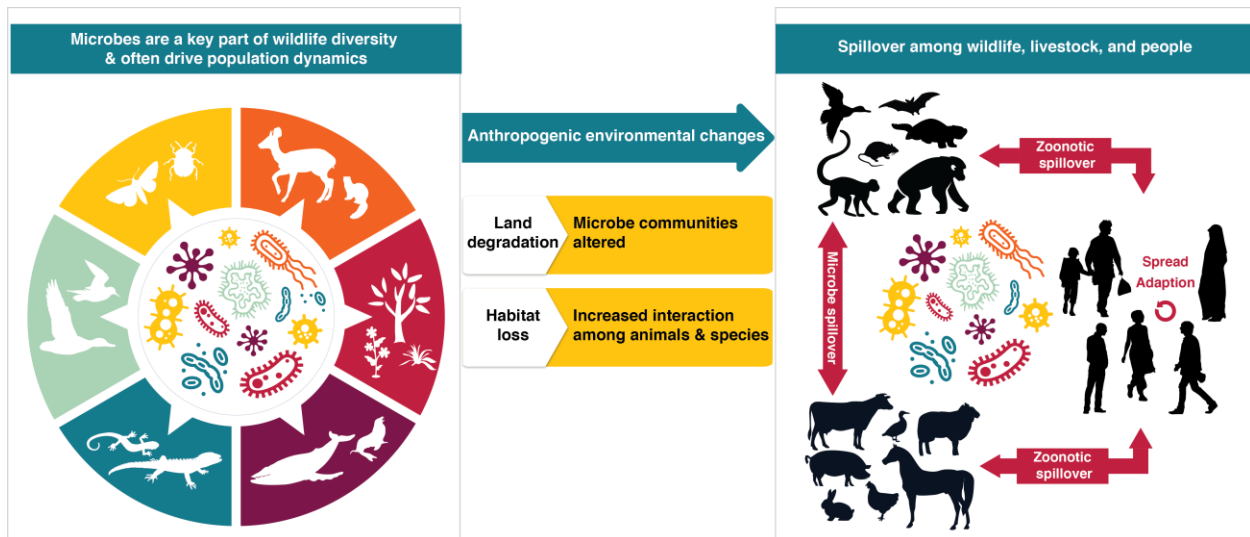 Microbes are a key part of wildlife diversity
& often drive population dynamics
Anthropogenic environmental changes
Land
degradation
Microbe communities
altered
Habitat
loss
Increased interaction
among animals & species
Spillover among wildlife, livestock, and people
Zoonotic
spillover
Microbe spillover
Spread
Adaption
Zoonotic
spillover